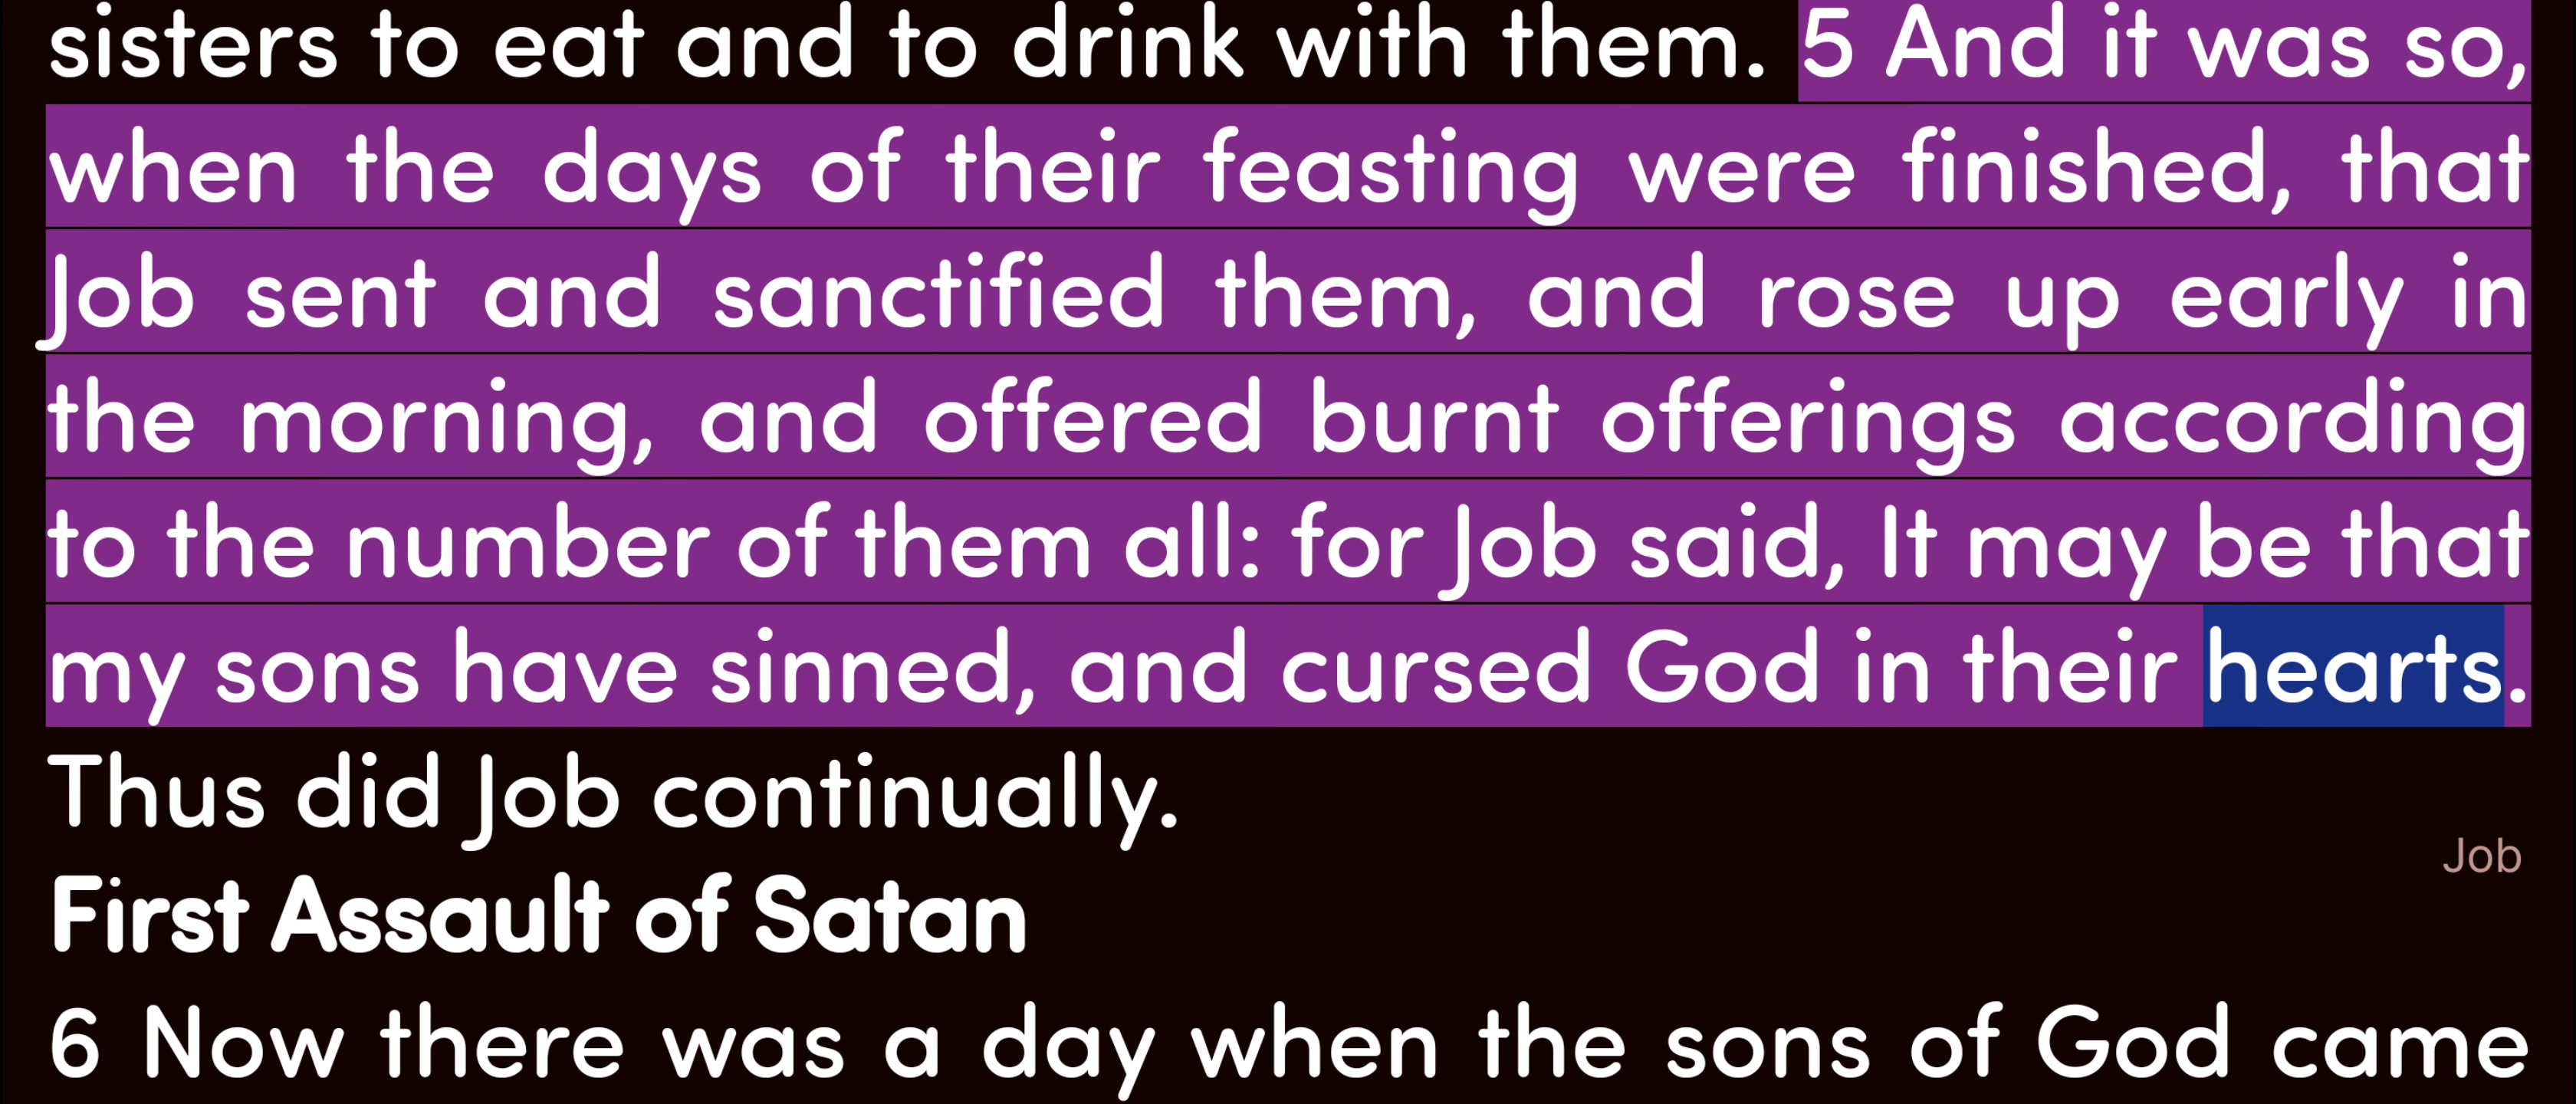 sisters to eat and to drink with them. 5 And it was so,
when the days of their feasting were finished, that
Job sent and sanctified them, and rose up early in
the morning, and offered burnt offerings according
to the number of them all: for Job said, It may be that
my sons have sinned, and cursed God in their hearts.
Thus did Job continually.
Job
First Assault of Satan
6 Now there was a day when the sons of God came